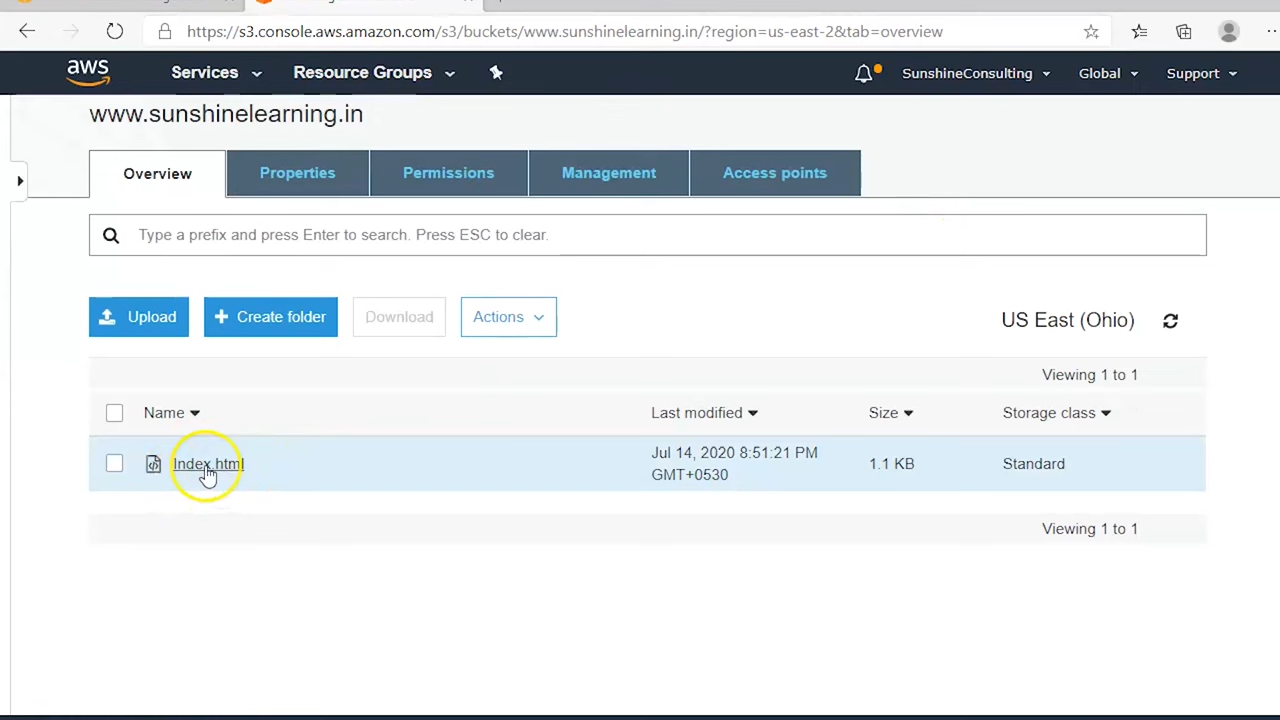 https://s3.console.aws.amazon.com/s3/buckets/www.sunshinelearning.in/?region=us-east-2&tab=overview
aws Services Resource Groups SunshineConsulting Global Support
www.sunshinelearning.in
Overview Properties Permissions Management Access points
Type a prefix and press Enter to search. Press ESC to clear.
Upload Create folder Download Actions US East (Ohio)
Viewing 1 to 1
Name Last modified Size Storage class
Index.html Jul 14, 2020 8:51:21 PM 1.1 KB Standard
GMT+0530
Viewing 1 to 1